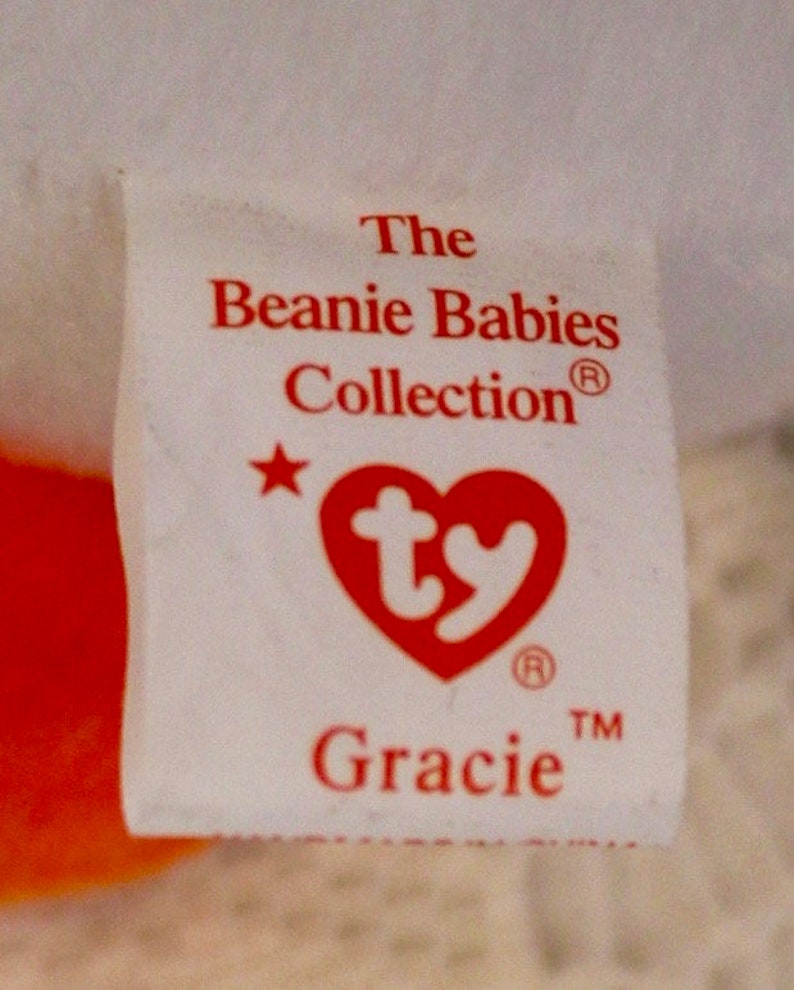 The
Beanie Babies
Collection®
ty
®
Gracie™